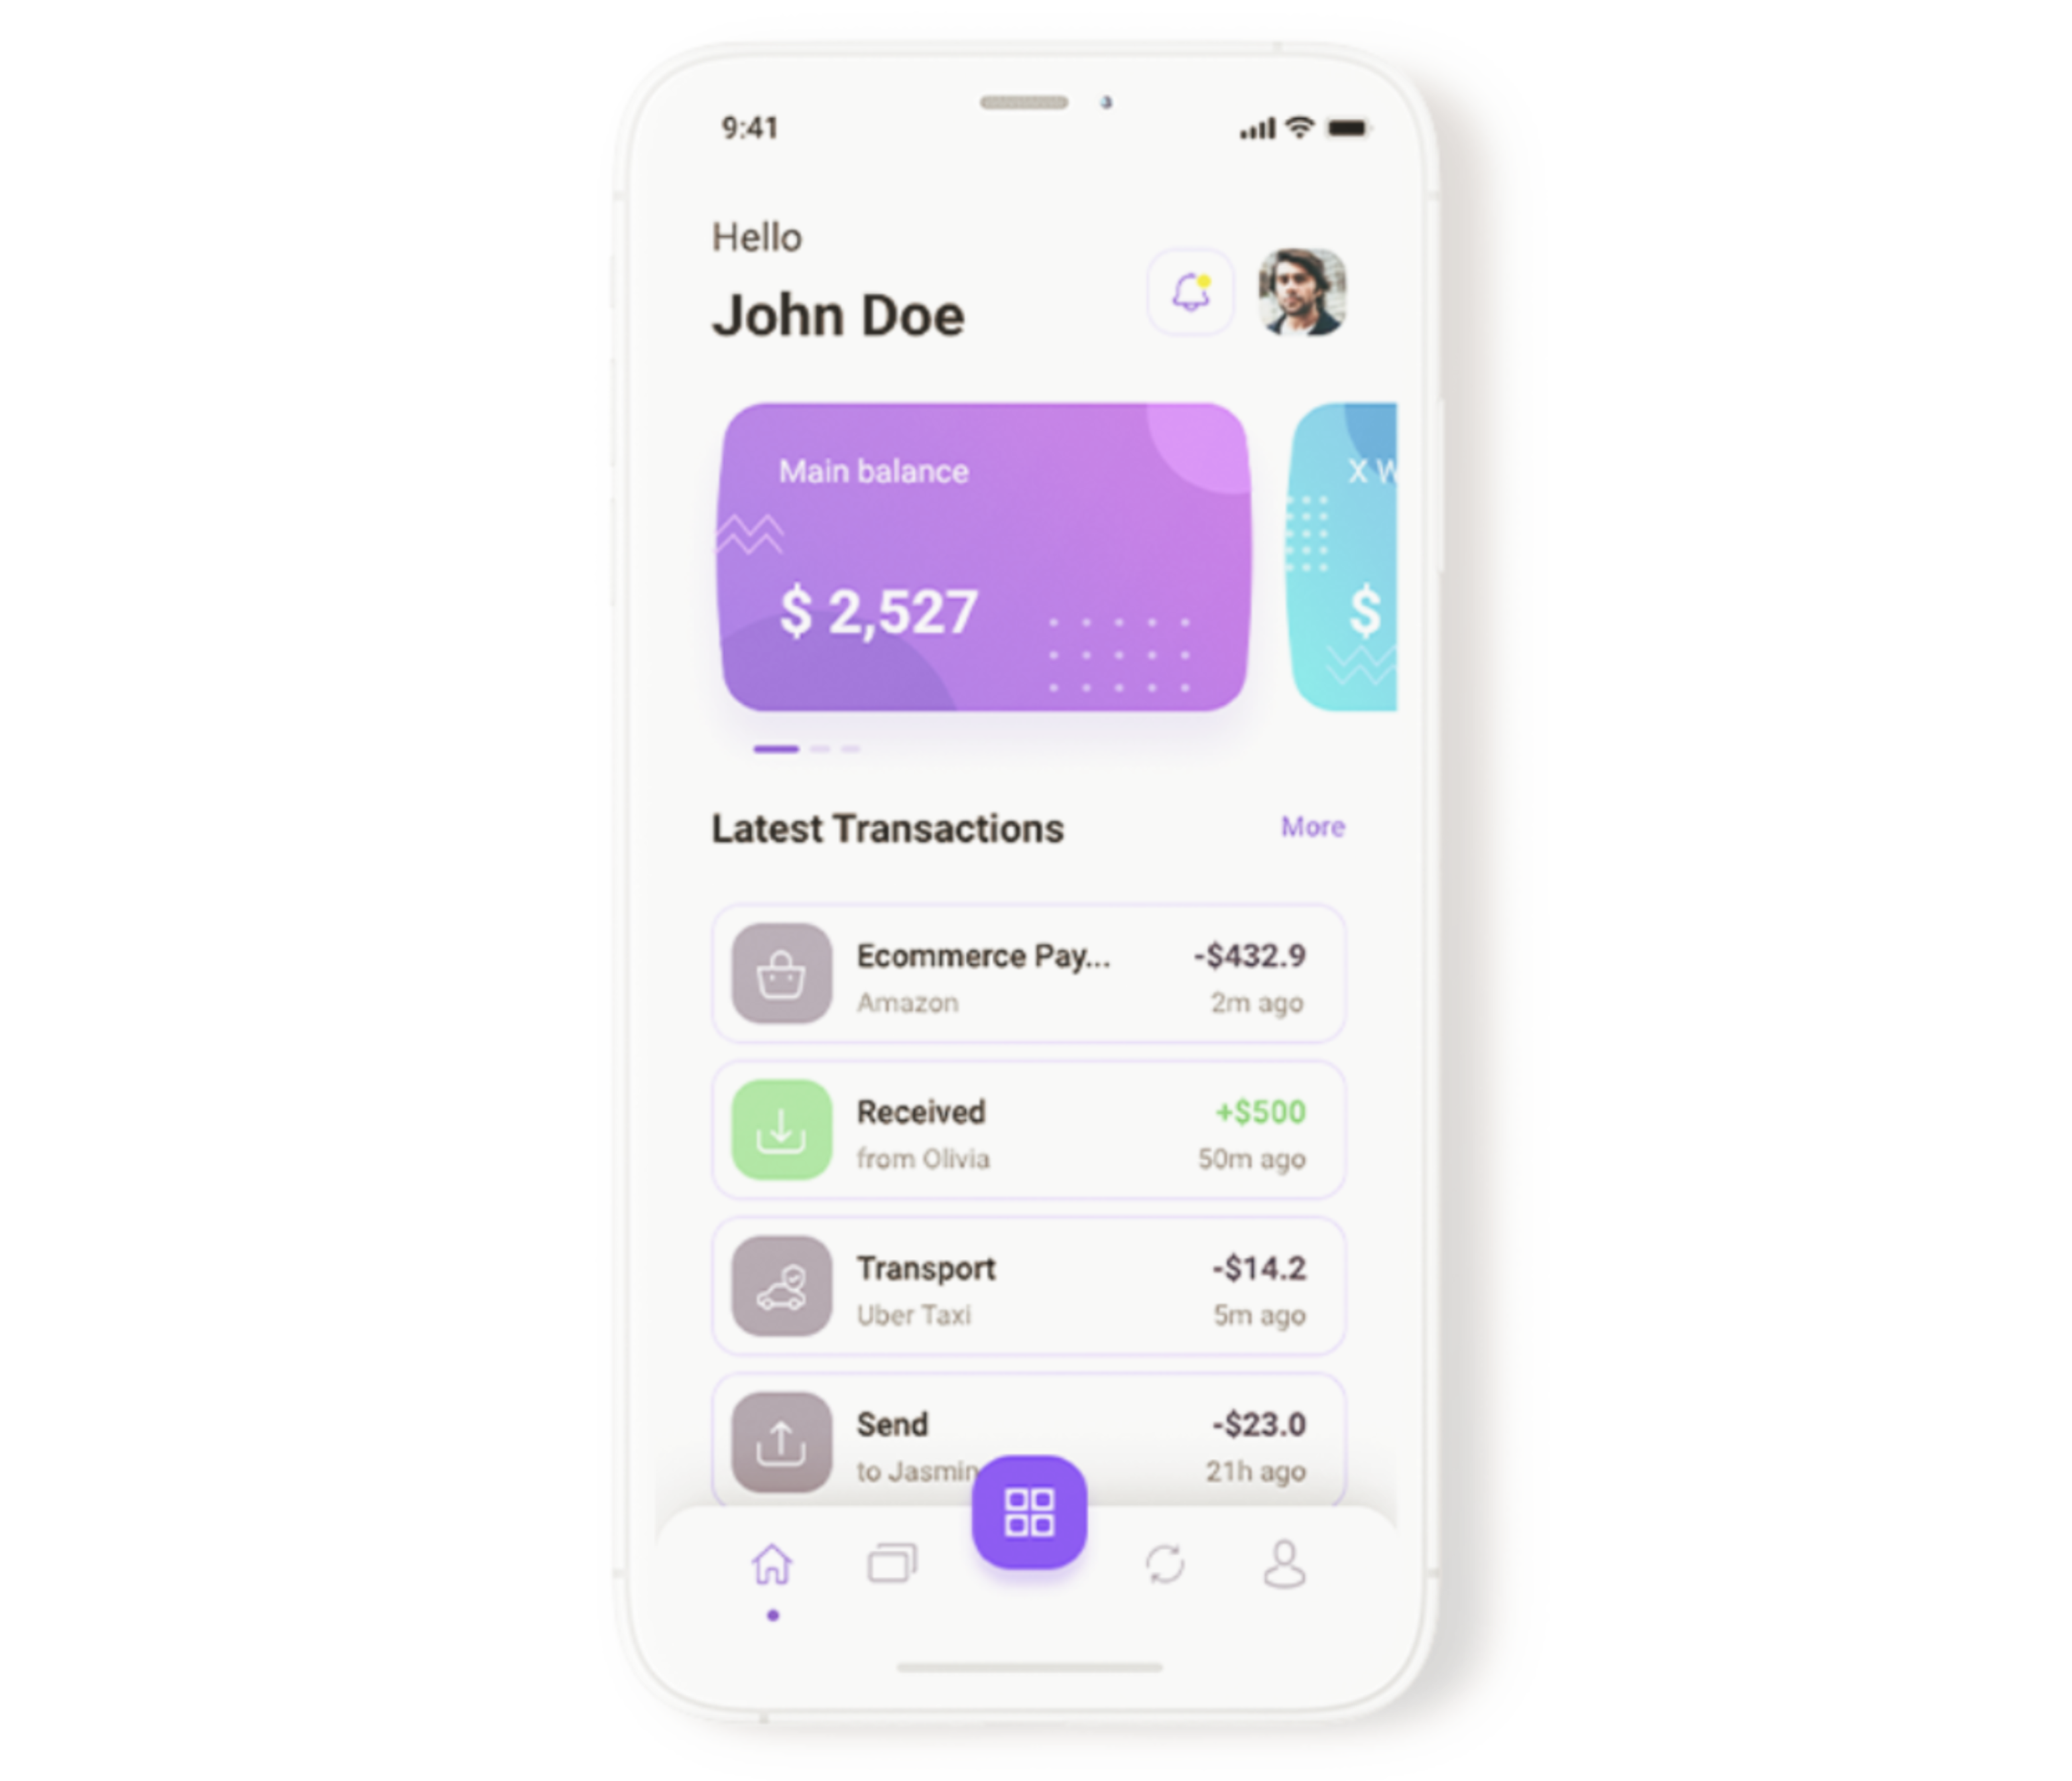 9:41
Hello
John Doe
Main balance
$ 2,527
X W
$
Latest Transactions
More
Ecommerce Pay...
-$432.9
Amazon
2m ago
Received
+$500
from Olivia
50m ago
Transport
-$14.2
Uber Taxi
5m ago
Send
-$23.0
to Jasmin
21h ago